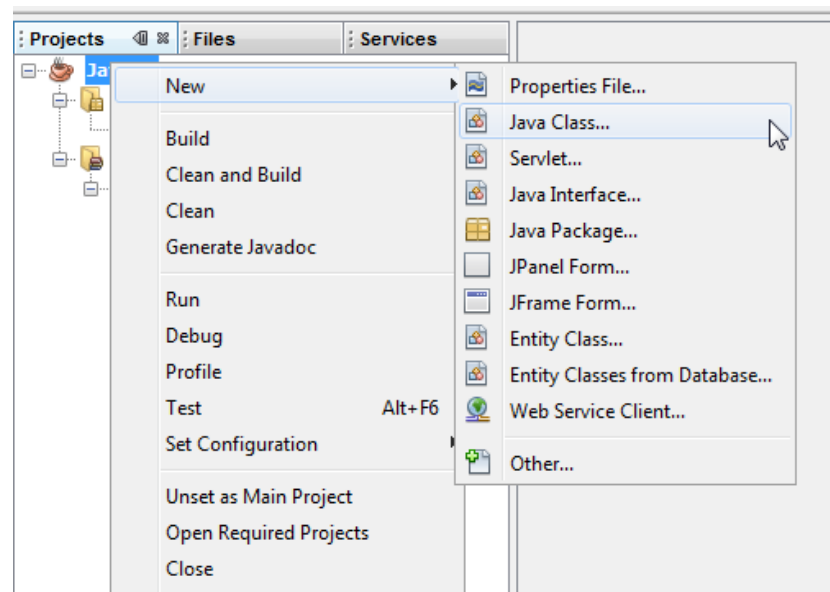 Projects
Files
Services
Ja
New
Build
Clean and Build
Clean
Generate Javadoc
Run
Debug
Profile
Test Alt+F6
Set Configuration
Unset as Main Project
Open Required Projects
Close
Properties File...
Java Class...
Servlet...
Java Interface...
Java Package...
JPanel Form...
JFrame Form...
Entity Class...
Entity Classes from Database...
Web Service Client...
Other...